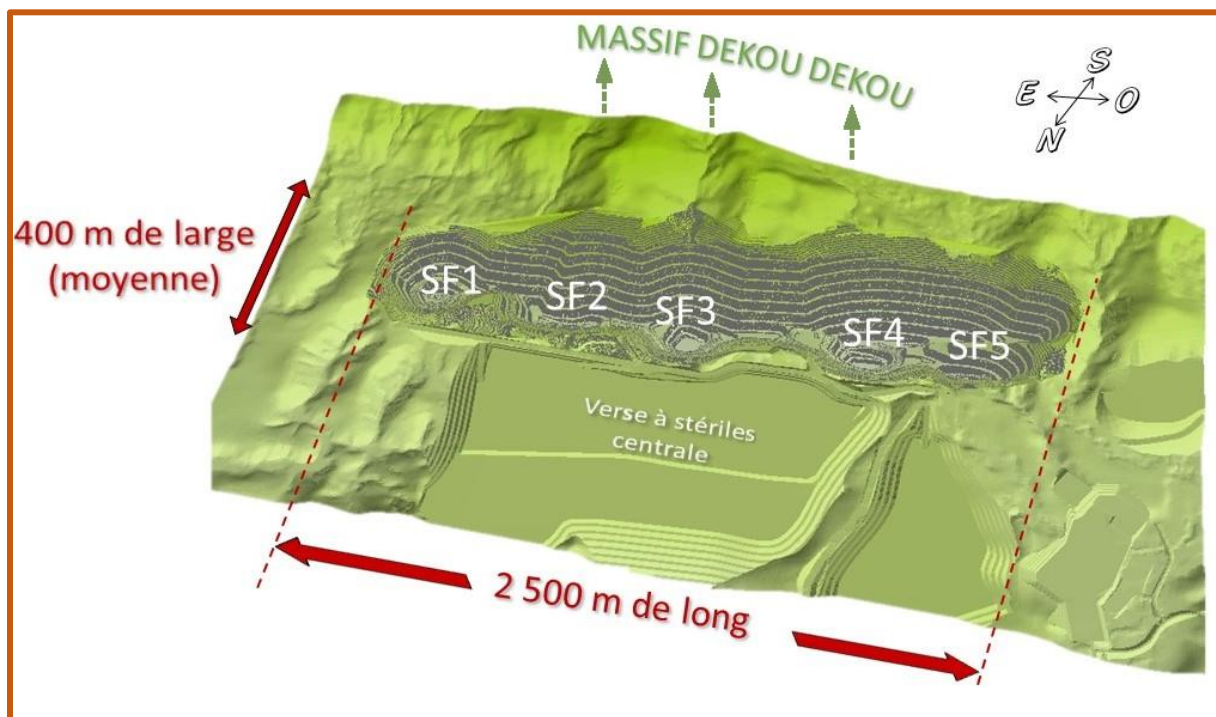 MASSIF DEKOU DEKOU
S
E
O
N
400 m de large
(moyenne)
SF1
SF2
SF3
SF4
SF5
Verse à stériles
centrale
2 500 m de long